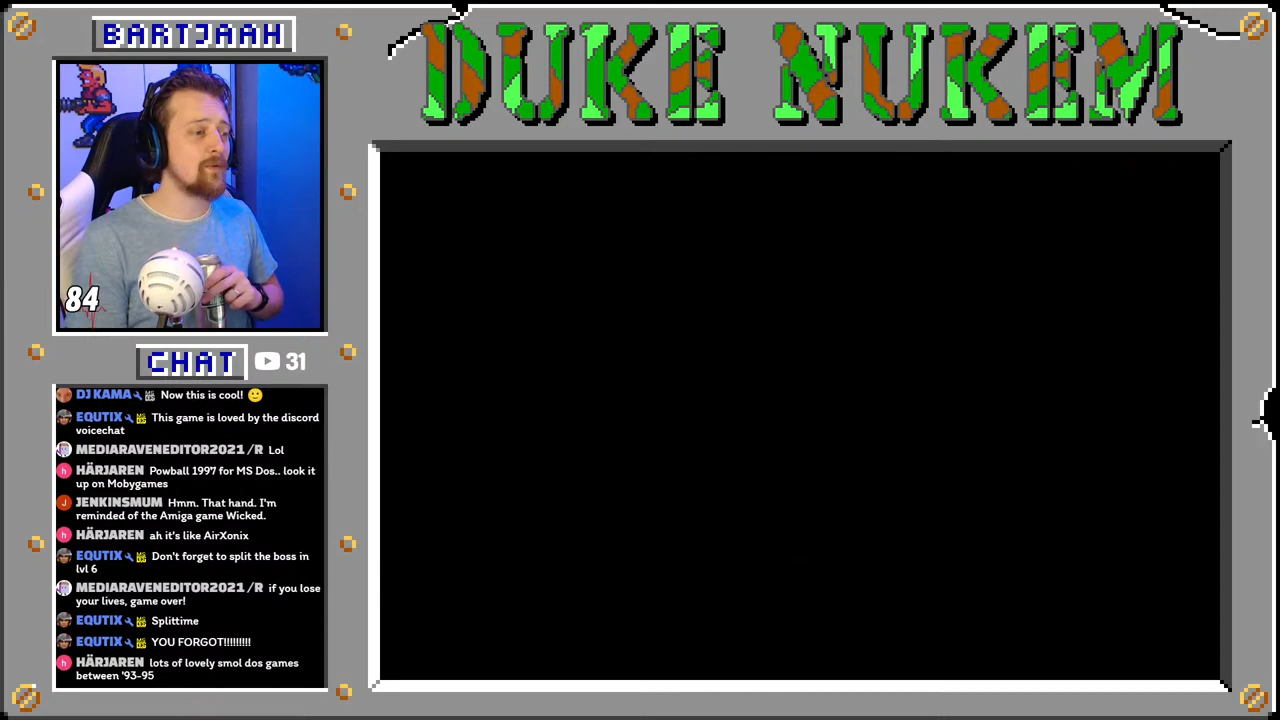 BARTJAAH
DUKE NUKEM
84
CHAT 31
DJ KAMA Now this is cool!
EQUTIX This game is loved by the discord
voicechat
MEDIARAVENEDITOR2021 /R Lol
HÄRJAREN Powball 1997 for MS Dos.. look it
up on Mobygames
JENKINSMUM Hmm. That hand. I'm
reminded of the Amiga game Wicked.
HÄRJAREN ah it's like AirXonix
EQUTIX Don't forget to split the boss in
lvl 6
MEDIARAVENEDITOR2021 /R if you lose
your lives, game over!
EQUTIX Splittime
EQUTIX YOU FORGOT!!!!!!!!!
HÄRJAREN lots of lovely smol dos games
between '93-95